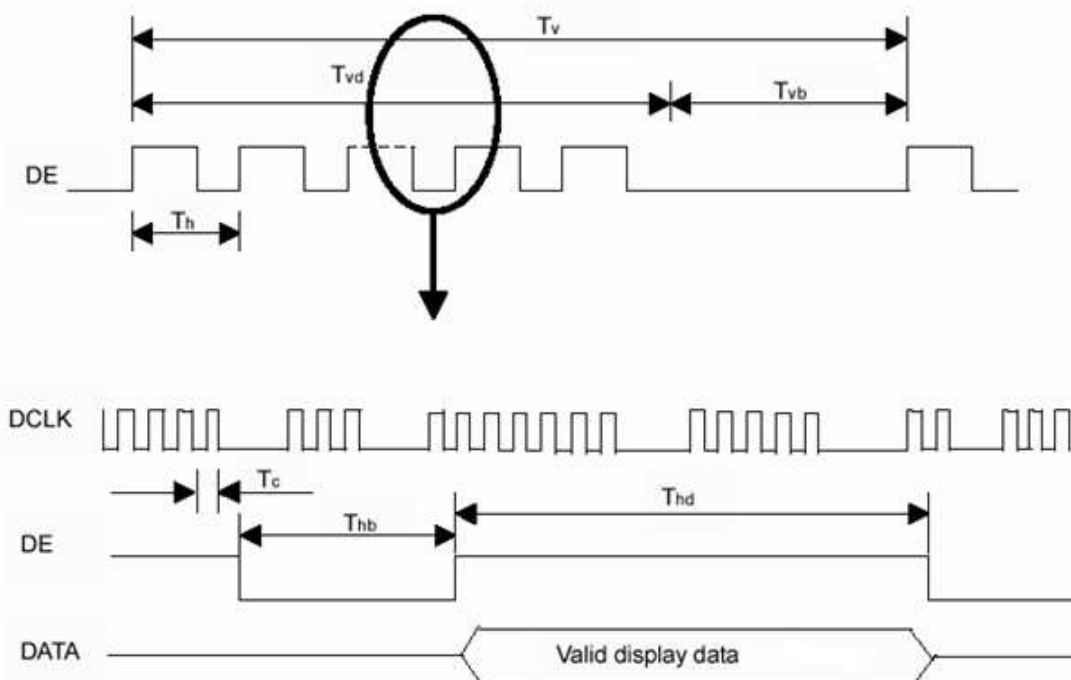 Tv
Tvd
Tvb
DE
Th
DCLK
Tc
Thd
Thb
DE
DATA
Valid display data